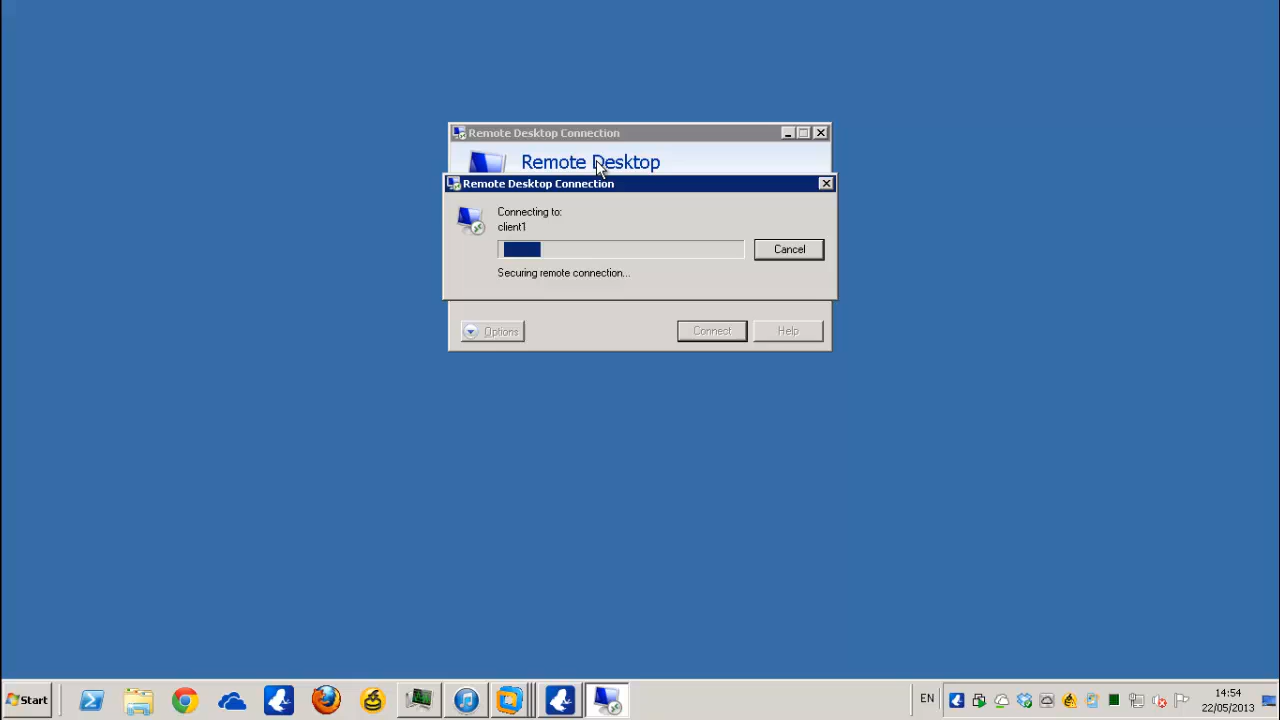 Remote Desktop Connection
Remote Desktop
Remote Desktop Connection
Connecting to:
client1
Cancel
Securing remote connection...
Options
Connect
Help
Start
EN
14:54
22/05/2013